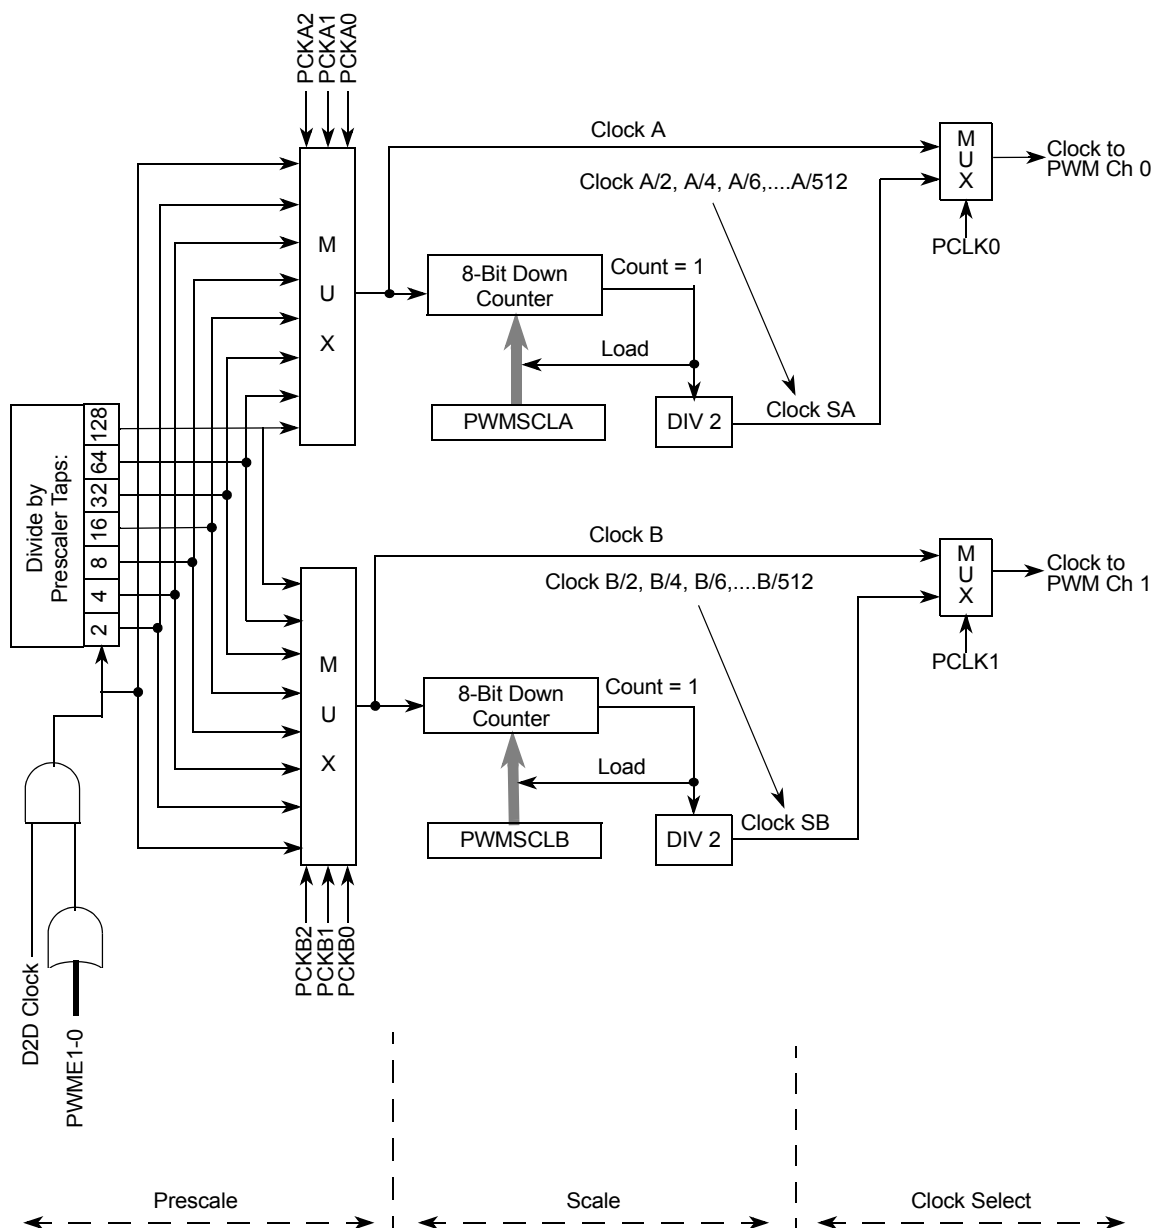 PCKA2
PCKA1
PCKA0
Clock A
M
U
X
Clock to
PWM Ch 0
Clock A/2, A/4, A/6,....A/512
PCLK0
M
U
X
8-Bit Down
Counter
Count = 1
Load
PWMSCLA
DIV 2
Clock SA
Divide by
Prescaler Taps:
128
64
32
16
8
4
2
Clock B
M
U
X
Clock to
PWM Ch 1
Clock B/2, B/4, B/6,....B/512
PCLK1
M
U
X
8-Bit Down
Counter
Count = 1
Load
PWMSCLB
DIV 2
Clock SB
PCKB2
PCKB1
PCKB0
D2D Clock
PWME1-0
Prescale
Scale
Clock Select